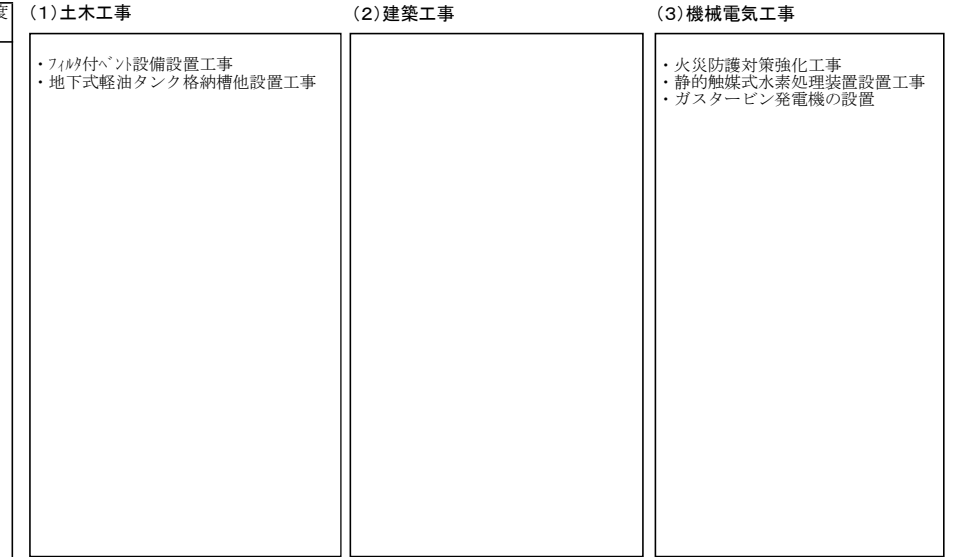 度
(1)土木工事
・ﾌｨﾙﾀ付ﾍﾞﾝﾄ設備設置工事
・地下式軽油タンク格納槽他設置工事
(2)建築工事
(3)機械電気工事
・火災防護対策強化工事
・静的触媒式水素処理装置設置工事
・ガスタービン発電機の設置